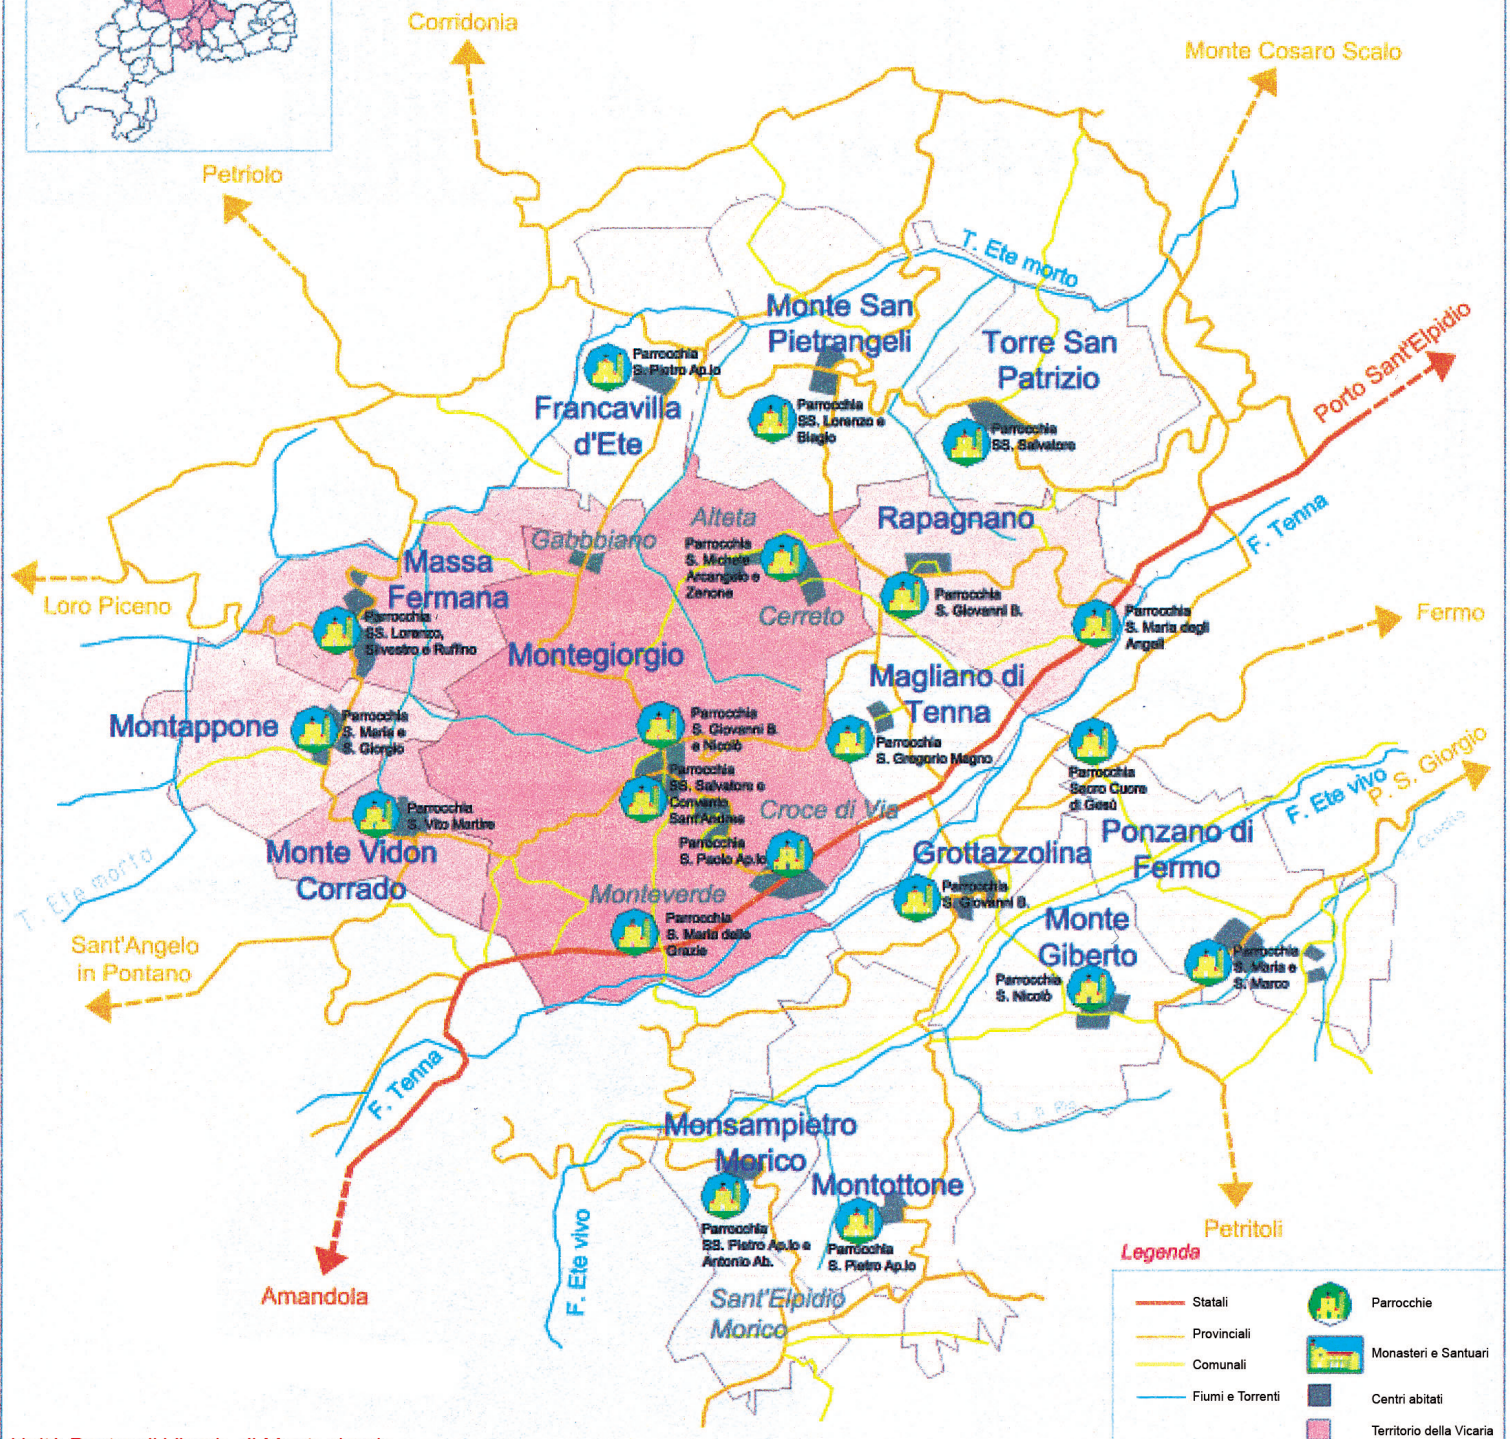 Corridonia
Monte Cosaro Scalo
Petriolo
T. Ete morto
Monte San
Pietrangeli
Torre San
Patrizio
Porto Sant'Elpidio
Parrocchia
S. Pietro Ap.lo
Francavilla
d'Ete
Parrocchia
SS. Lorenzo e
Biagio
Parrocchia
SS. Salvatore
Alteta
Rapagnano
Gabbbiano
F. Tenna
Massa
Fermana
Parrocchia
S. Michele
Arcangelo e
Zenone
Loro Piceno
Cerreto
Parrocchia
S. Giovanni B.
Parrocchia
S. Maria degli
Angeli
Fermo
Parrocchia
SS. Lorenzo,
Silvestro e Ruffino
Montegiorgio
Magliano di
Tenna
Montappone
Parrocchia
S. Maria e
S. Giorgio
Parrocchia
S. Giovanni B.
e Nicolò
Parrocchia
S. Gregorio Magno
Parrocchia
Sacro Cuore
di Gesù
P. S. Giorgio
F. Ete vivo
Parrocchia
SS. Salvatore e
Convento
Sant'Andrea
Parrocchia
S. Vito Martire
Croce di Via
Ponzano di
Fermo
Monte Vidon
Corrado
Parrocchia
S. Paolo Ap.lo
Grottazzolina
T. Ete morto
Monteverde
Parrocchia
S. Giovanni B.
Parrocchia
S. Maria delle
Grazie
Monte
Giberto
Sant'Angelo
in Pontano
Parrocchia
S. Nicolò
Parrocchia
S. Maria e
S. Marco
F. Tenna
Monsampietro
Morico
Montottone
Parrocchia
SS. Pietro Ap.lo e
Antonio Ab.
Parrocchia
S. Pietro Ap.lo
F. Ete vivo
Petritoli
Amandola
Sant'Elpidio
Morico
Legenda
Statali
Provinciali
Comunali
Fiumi e Torrenti
Parrocchie
Monasteri e Santuari
Centri abitati
Territorio della Vicaria